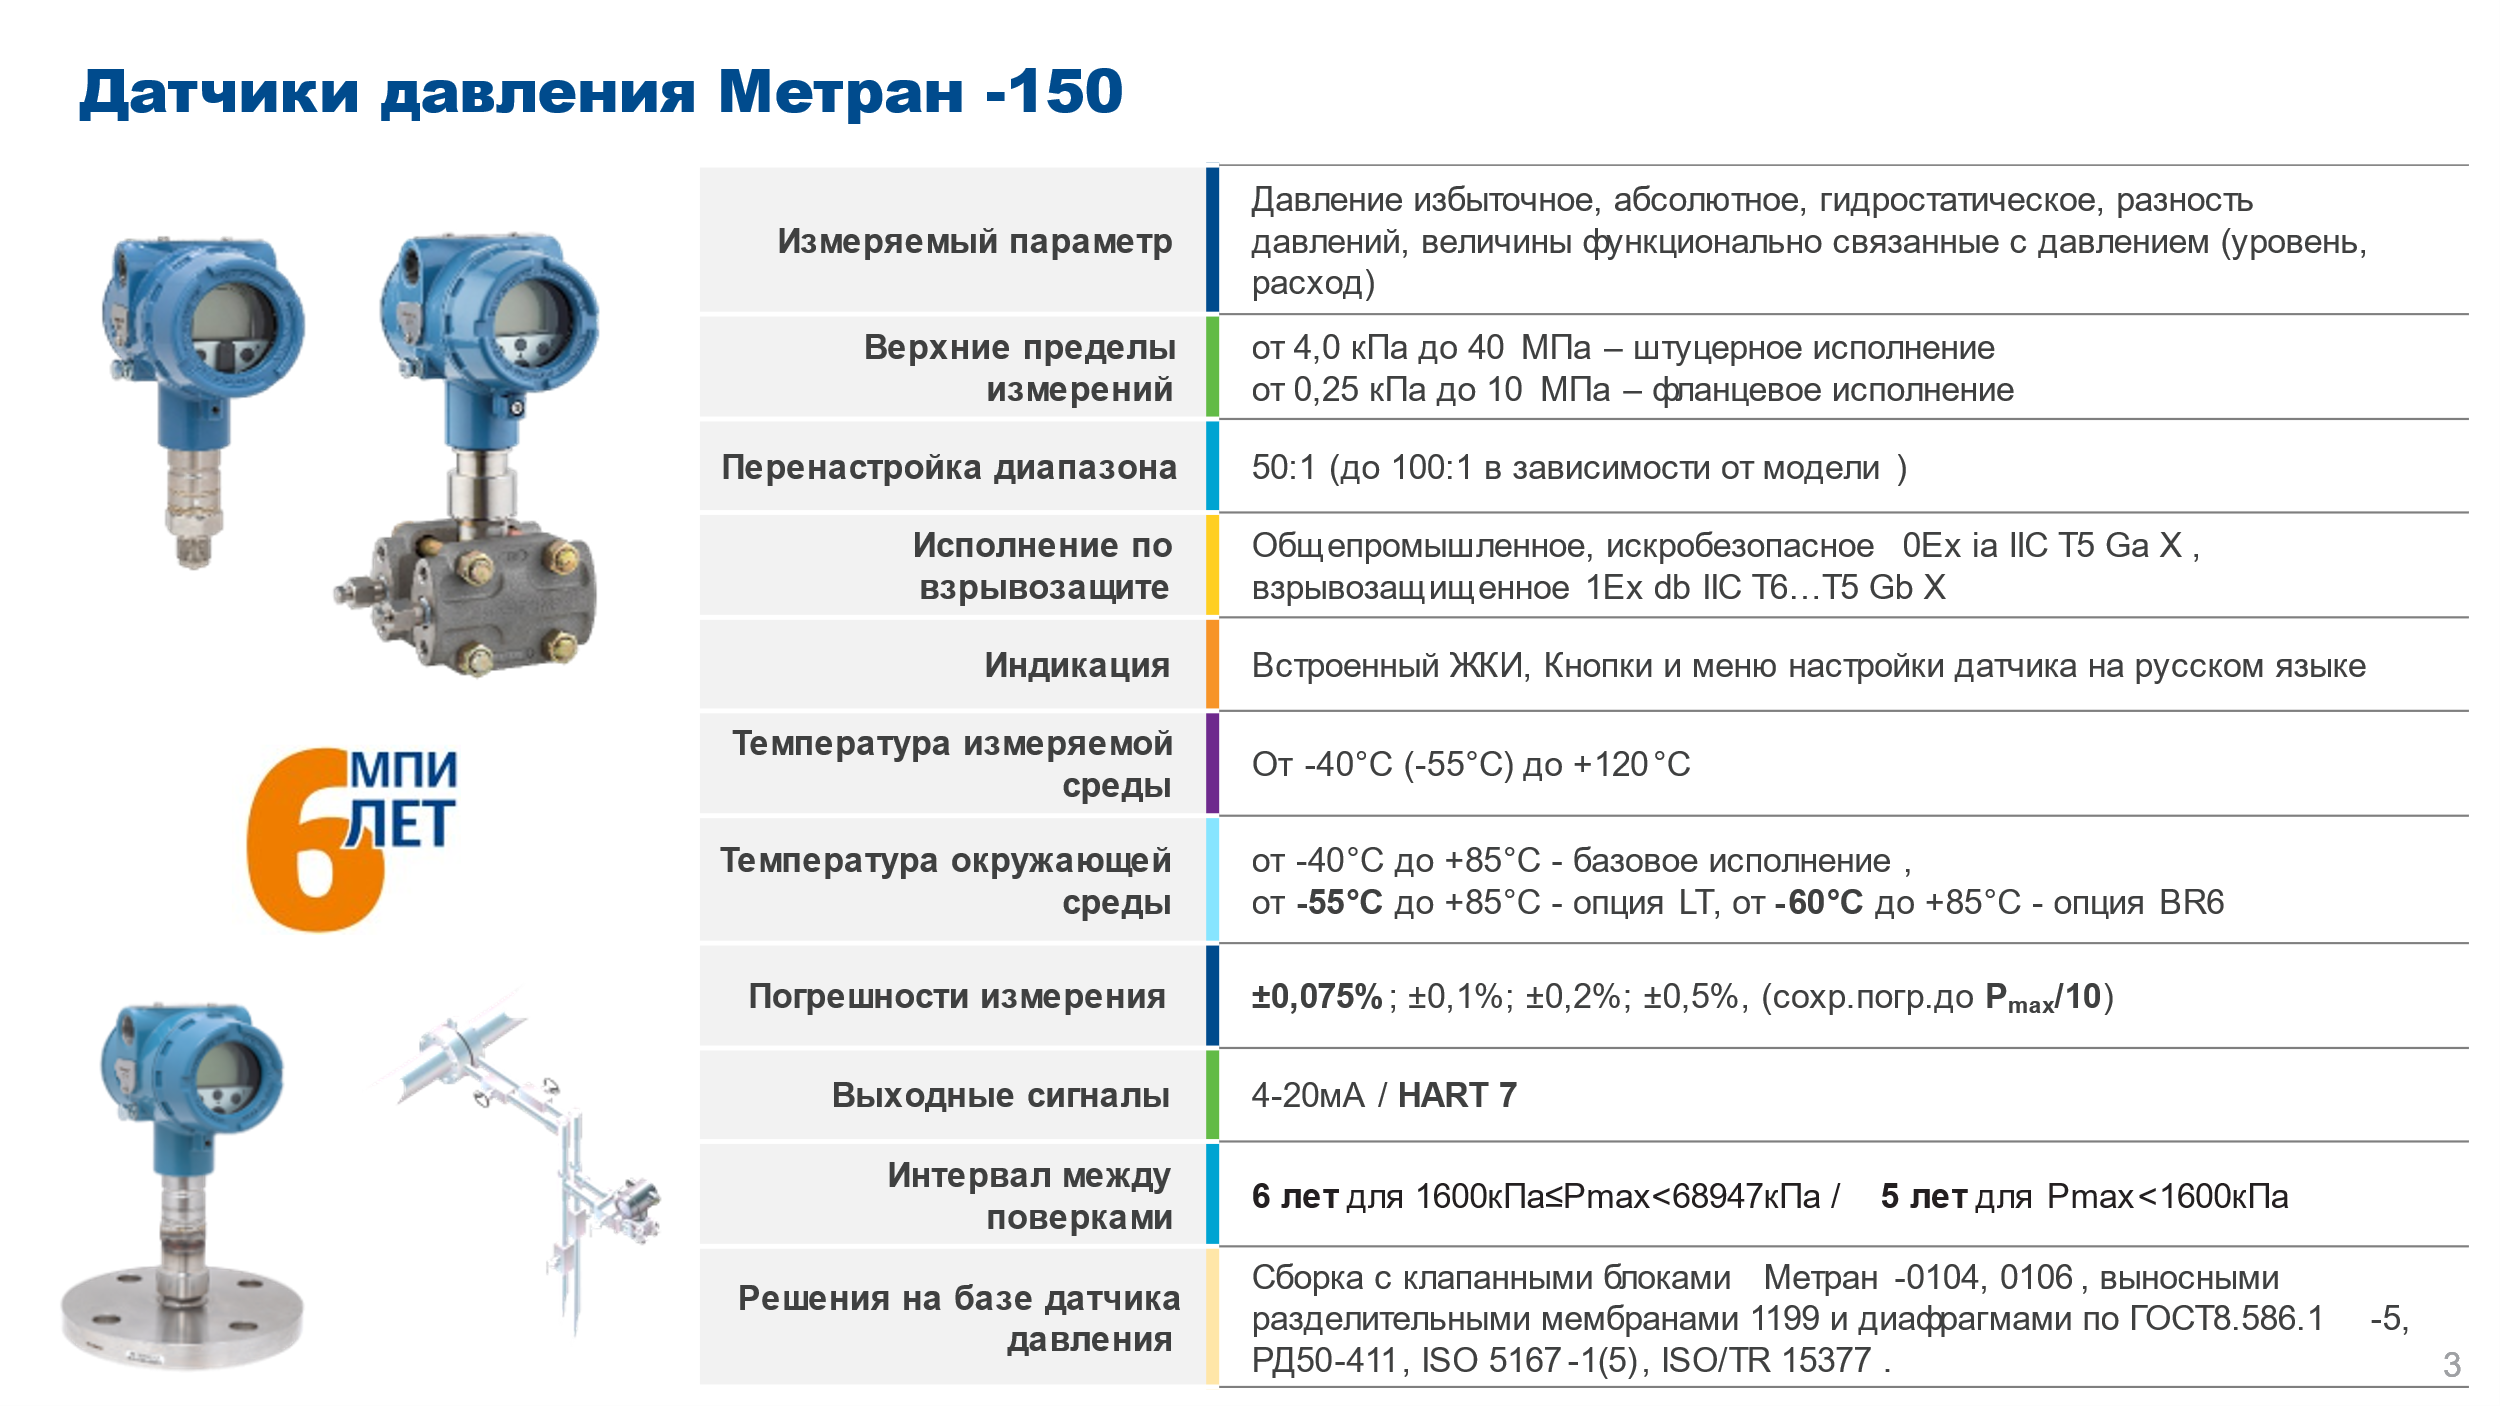 Датчики давления Метран -150
Измеряемый параметр
Давление избыточное, абсолютное, гидростатическое, разность
давлений, величины функционально связанные с давлением (уровень,
расход)
Верхние пределы
измерений
от 4,0 кПа до 40 МПа – штуцерное исполнение
от 0,25 кПа до 10 МПа – фланцевое исполнение
Перенастройка диапазона
50:1 (до 100:1 в зависимости от модели )
Исполнение по
взрывозащите
Общепромышленное, искробезопасное 0Ex ia IIC T5 Ga X ,
взрывозащищенное 1Ex db IIC T6…T5 Gb X
Индикация
Встроенный ЖКИ, Кнопки и меню настройки датчика на русском языке
Температура измеряемой
среды
От -40°C (-55°C) до +120°C
Температура окружающей
среды
от -40°C до +85°C - базовое исполнение ,
от -55°C до +85°C - опция LT, от -60°C до +85°C - опция BR6
Погрешности измерения
±0,075% ; ±0,1%; ±0,2%; ±0,5%, (сохр.погр.до Pmax/10)
Выходные сигналы
4-20мА / HART 7
Интервал между
поверками
6 лет для 1600кПа≤Pmax<68947кПа / 5 лет для Pmax<1600кПа
Решения на базе датчика
давления
Сборка с клапанными блоками Метран -0104, 0106 , выносными
разделительными мембранами 1199 и диафрагмами по ГОСТ8.586.1 -5,
РД50-411, ISO 5167-1(5), ISO/TR 15377 .
6 МПИ
ЛЕТ
3